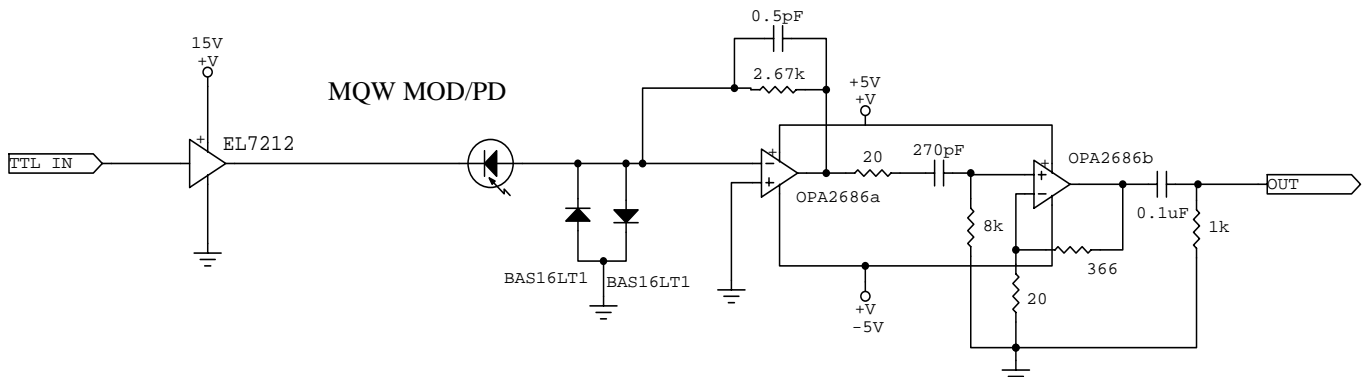 0.5pF
15V
+V
2.67k
MQW MOD/PD
+5V
+V
EL7212
TTL IN
20
270pF
OPA2686b
OPA2686a
OUT
0.1uF
8k
1k
366
BAS16LT1
BAS16LT1
20
+V
-5V